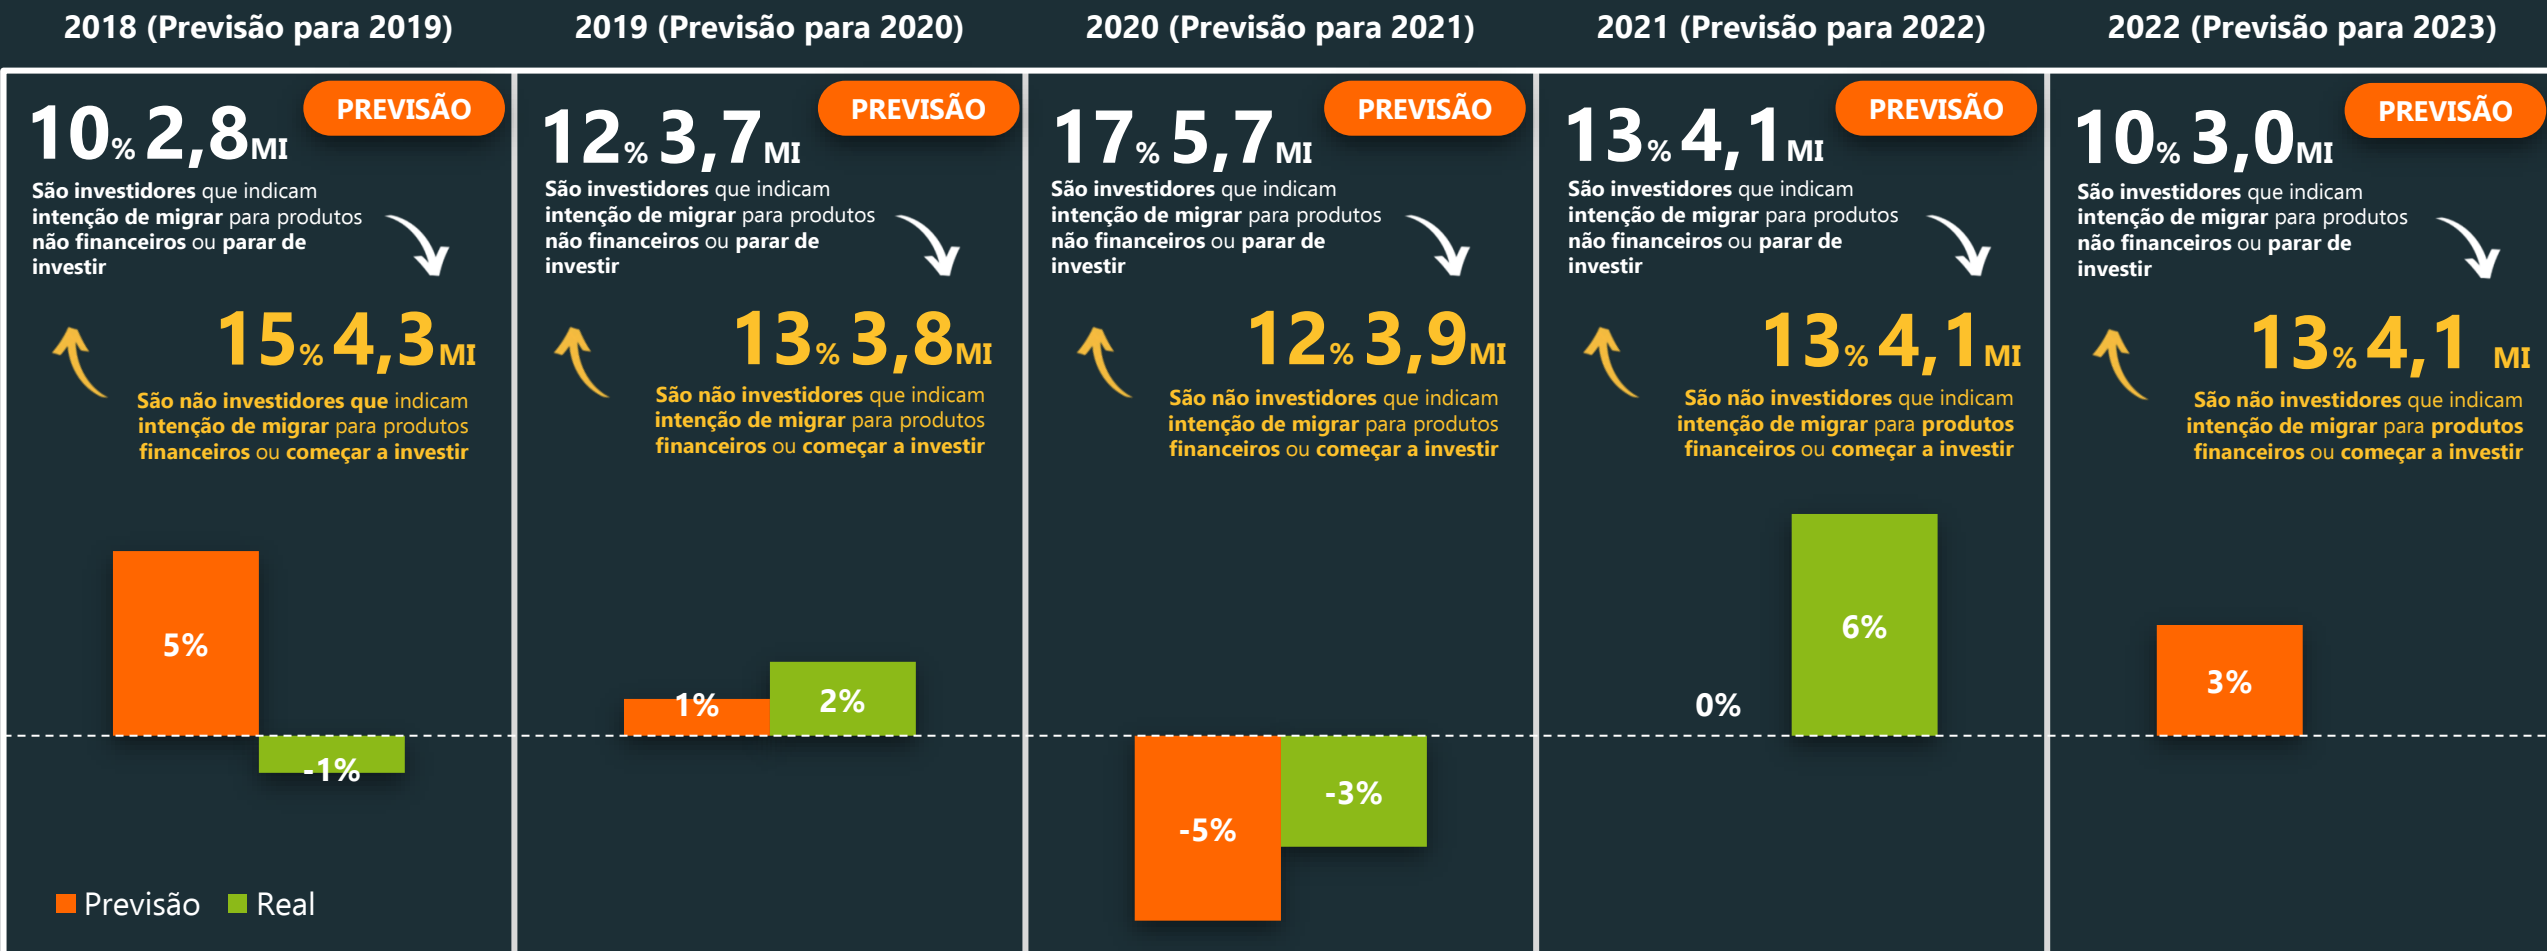 2018 (Previsão para 2019)
PREVISÃO
10% 2,8MI
São investidores que indicam
intenção de migrar para produtos
não financeiros ou parar de
investir
15% 4,3MI
São não investidores que indicam
intenção de migrar para produtos
financeiros ou começar a investir
5%
-1%
Previsão
Real
2019 (Previsão para 2020)
PREVISÃO
12% 3,7MI
São investidores que indicam
intenção de migrar para produtos
não financeiros ou parar de
investir
13% 3,8MI
São não investidores que indicam
intenção de migrar para produtos
financeiros ou começar a investir
1%
2%
2020 (Previsão para 2021)
PREVISÃO
17% 5,7MI
São investidores que indicam
intenção de migrar para produtos
não financeiros ou parar de
investir
12% 3,9MI
São não investidores que indicam
intenção de migrar para produtos
financeiros ou começar a investir
-5%
-3%
2021 (Previsão para 2022)
PREVISÃO
13% 4,1MI
São investidores que indicam
intenção de migrar para produtos
não financeiros ou parar de
investir
13% 4,1MI
São não investidores que indicam
intenção de migrar para produtos
financeiros ou começar a investir
0%
6%
2022 (Previsão para 2023)
PREVISÃO
10% 3,0MI
São investidores que indicam
intenção de migrar para produtos
não financeiros ou parar de
investir
13% 4,1 MI
São não investidores que indicam
intenção de migrar para produtos
financeiros ou começar a investir
3%